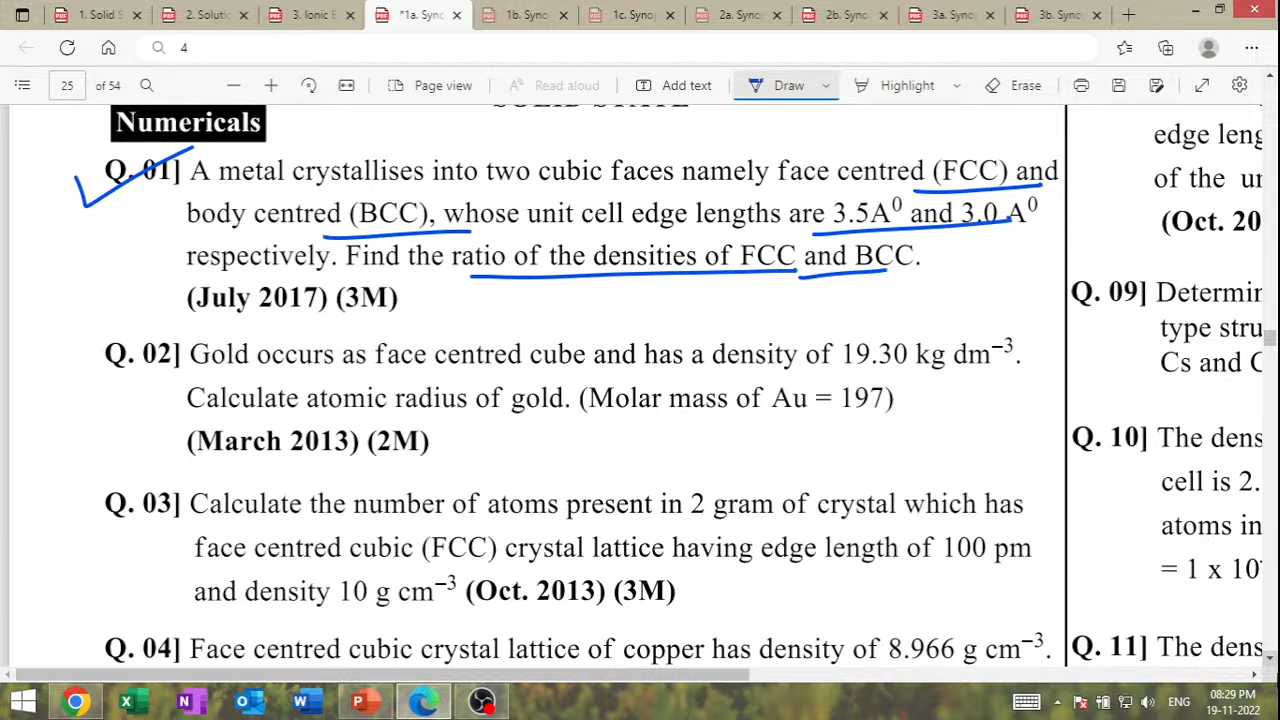 1. Soli
2. Soluti
3. Ionic E
*1a. Sync
1b. Sync
1c. Syno
2a. Sync
2b. Sync
3a. Sync
3b. Sync
4
25 of 54
Page view
Read aloud
Add text
Draw
Highlight
Erase
Numericals
Q. 01] A metal crystallises into two cubic faces namely face centred (FCC) and
body centred (BCC), whose unit cell edge lengths are 3.5A⁰ and 3.0 A⁰
respectively. Find the ratio of the densities of FCC and BCC.
(July 2017) (3M)
Q. 02] Gold occurs as face centred cube and has a density of 19.30 kg dm⁻³.
Calculate atomic radius of gold. (Molar mass of Au = 197)
(March 2013) (2M)
Q. 03] Calculate the number of atoms present in 2 gram of crystal which has
face centred cubic (FCC) crystal lattice having edge length of 100 pm
and density 10 g cm⁻³ (Oct. 2013) (3M)
Q. 04] Face centred cubic crystal lattice of copper has density of 8.966 g cm⁻³.
edge leng
of the u
(Oct. 20
Q. 09] Determin
type stru
Cs and C
Q. 10] The dens
cell is 2.
atoms in
= 1 x 10
Q. 11] The dens
ENG
08:29 PM
19-11-2022